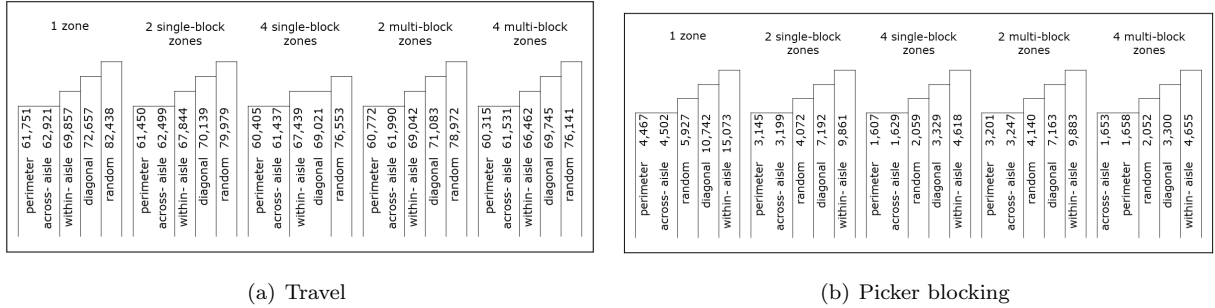 1 zone
2 single-block
zones
4 single-block
zones
2 multi-block
zones
4 multi-block
zones
perimeter 61,751
across- aisle 62,921
within- aisle 69,857
diagonal 72,657
random 82,438
perimeter 61,450
across- aisle 62,499
within- aisle 67,844
diagonal 70,139
random 79,979
perimeter 60,405
across- aisle 61,437
within- aisle 67,439
diagonal 69,021
random 76,553
perimeter 60,772
across- aisle 61,990
within- aisle 69,042
diagonal 71,083
random 78,972
perimeter 60,315
across- aisle 61,531
within- aisle 66,462
diagonal 69,745
random 76,141
(a) Travel
1 zone
2 single-block
zones
4 single-block
zones
2 multi-block
zones
4 multi-block
zones
perimeter 4,467
across- aisle 4,502
random 5,927
diagonal 10,742
within- aisle 15,073
perimeter 3,145
across- aisle 3,199
random 4,072
diagonal 7,192
within- aisle 9,861
perimeter 1,607
across- aisle 1,629
random 2,059
diagonal 3,329
within- aisle 4,618
perimeter 3,201
across- aisle 3,247
random 4,140
diagonal 7,163
within- aisle 9,883
across- aisle 1,653
perimeter 1,658
random 2,052
diagonal 3,300
within- aisle 4,655
(b) Picker blocking